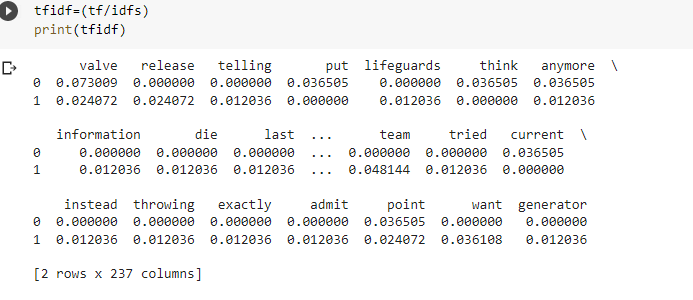 tfidf=(tf/idfs)
print(tfidf)
valve release telling put lifeguards think anymore \
0 0.073009 0.000000 0.000000 0.036505 0.000000 0.036505 0.036505
1 0.024072 0.024072 0.012036 0.000000 0.012036 0.000000 0.012036
information die last ... team tried current \
0 0.000000 0.000000 0.000000 ... 0.000000 0.000000 0.036505
1 0.012036 0.012036 0.012036 ... 0.048144 0.012036 0.000000
instead throwing exactly admit point want generator
0 0.000000 0.000000 0.000000 0.000000 0.036505 0.000000 0.000000
1 0.012036 0.012036 0.012036 0.012036 0.024072 0.036108 0.012036
[2 rows x 237 columns]